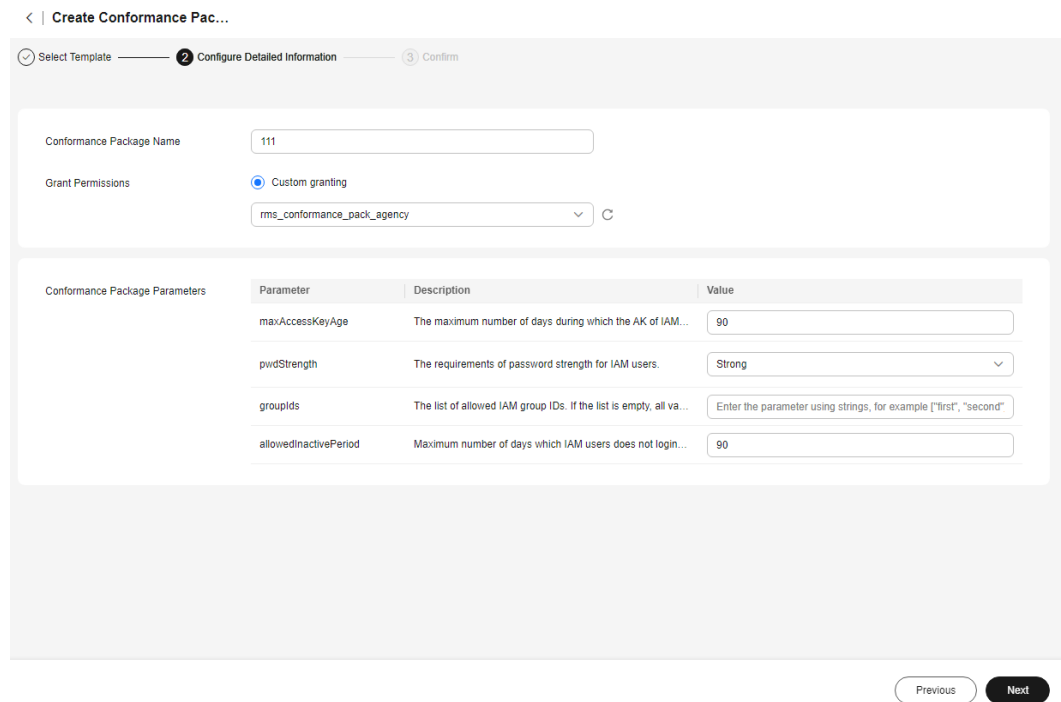 Create Conformance Pac...
Select Template
2 Configure Detailed Information
3 Confirm
Conformance Package Name
111
Grant Permissions
Custom granting
rms_conformance_pack_agency
Conformance Package Parameters
Parameter Description Value
maxAccessKeyAge The maximum number of days during which the AK of IAM... 90
pwdStrength The requirements of password strength for IAM users. Strong
groupIds The list of allowed IAM group IDs. If the list is empty, all va... Enter the parameter using strings, for example ["first", "second"
allowedInactivePeriod Maximum number of days which IAM users does not login... 90
Previous Next